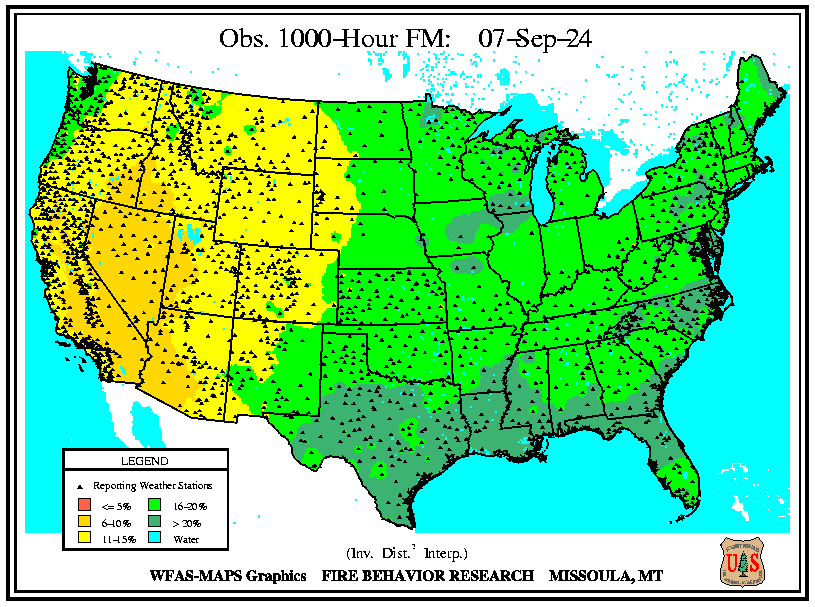 Obs. 1000-Hour FM: 07-Sep-24
LEGEND
Reporting Weather Stations
<= 5%
16-20%
6-10%
> 20%
11-15%
Water
(Inv. Dist.² Interp.)
WFAS-MAPS Graphics FIRE BEHAVIOR RESEARCH MISSOULA, MT
U S